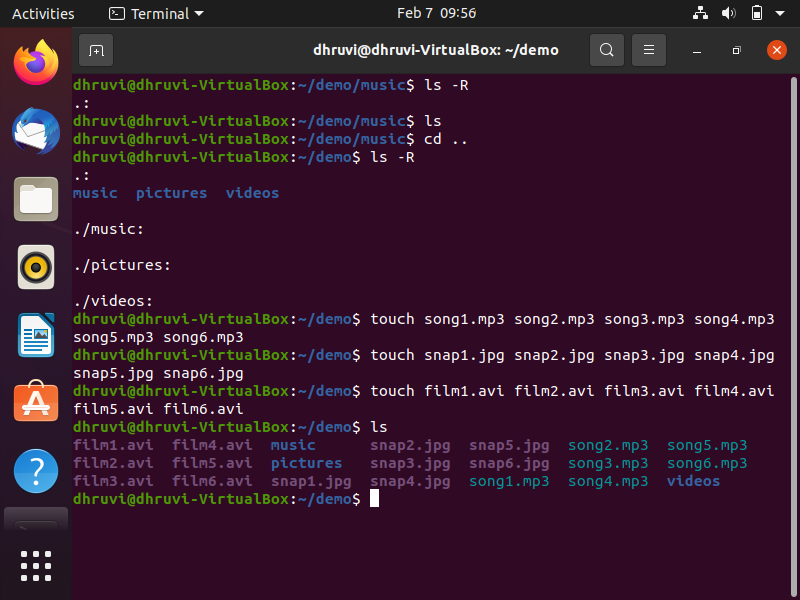 Activities Terminal Feb 7 09:56
dhruvi@dhruvi-VirtualBox: ~/demo
dhruvi@dhruvi-VirtualBox:~/demo/music$ ls -R
.:
dhruvi@dhruvi-VirtualBox:~/demo/music$ ls
dhruvi@dhruvi-VirtualBox:~/demo/music$ cd ..
dhruvi@dhruvi-VirtualBox:~/demo$ ls -R
.:
music  pictures  videos
./music:
./pictures:
./videos:
dhruvi@dhruvi-VirtualBox:~/demo$ touch song1.mp3 song2.mp3 song3.mp3 song4.mp3
song5.mp3 song6.mp3
dhruvi@dhruvi-VirtualBox:~/demo$ touch snap1.jpg snap2.jpg snap3.jpg snap4.jpg
snap5.jpg snap6.jpg
dhruvi@dhruvi-VirtualBox:~/demo$ touch film1.avi film2.avi film3.avi film4.avi
film5.avi film6.avi
dhruvi@dhruvi-VirtualBox:~/demo$ ls
film1.avi  film4.avi  music      snap2.jpg  snap5.jpg  song2.mp3  song5.mp3
film2.avi  film5.avi  pictures   snap3.jpg  snap6.jpg  song3.mp3  song6.mp3
film3.avi  film6.avi  snap1.jpg  snap4.jpg  song1.mp3  song4.mp3  videos
dhruvi@dhruvi-VirtualBox:~/demo$